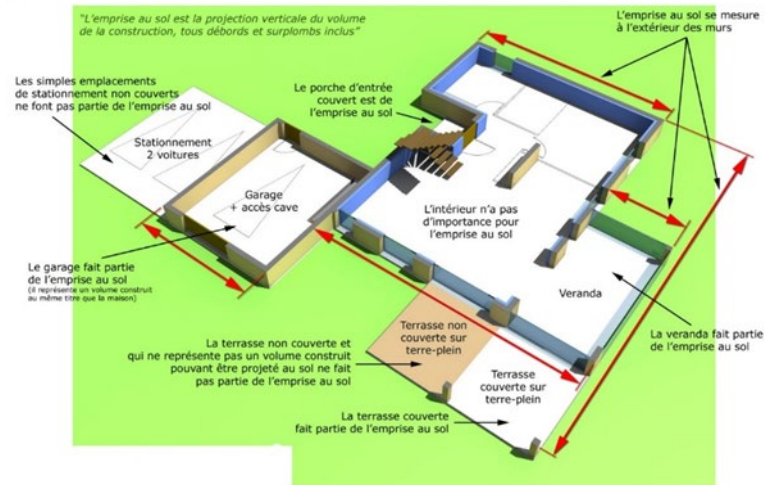 “L’emprise au sol est la projection verticale du volume
de la construction, tous débords et surplombs inclus”
L’emprise au sol se mesure
à l’extérieur des murs
Les simples emplacements
de stationnement non couverts
ne font pas partie de l’emprise au sol
Le porche d’entrée
couvert est de
l’emprise au sol
Stationnement
2 voitures
Garage
+ accès cave
L’intérieur n’a pas
d’importance pour
l’emprise au sol
Le garage fait partie
de l’emprise au sol
(il représente un volume construit
au même titre que la maison)
Veranda
La veranda fait partie
de l’emprise au sol
Terrasse non
couverte sur
terre-plein
La terrasse non couverte et
qui ne représente pas un volume construit
pouvant être projeté au sol ne fait
pas partie de l’emprise au sol
Terrasse
couverte sur
terre-plein
La terrasse couverte
fait partie de l’emprise au sol